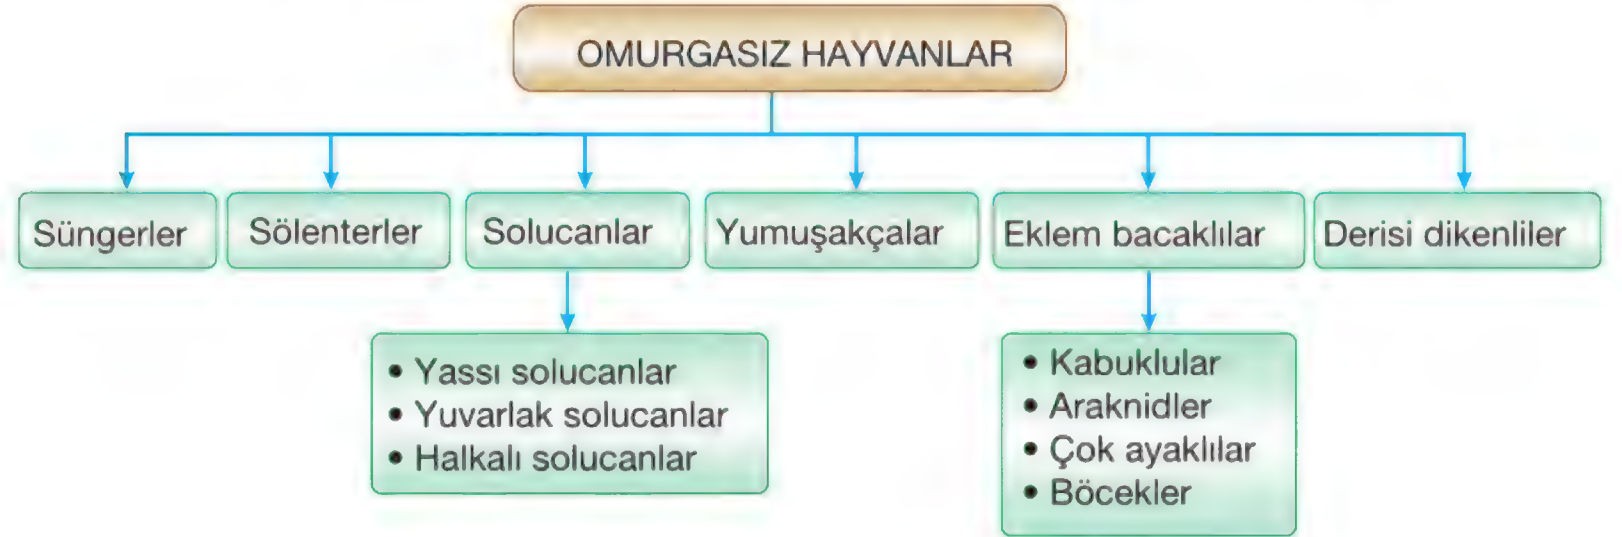 OMURGASIZ HAYVANLAR
Süngerler
Sölenterler
Solucanlar
Yumuşakçalar
Eklem bacaklılar
Derisi dikenliler
• Yassı solucanlar
• Yuvarlak solucanlar
• Halkalı solucanlar
• Kabuklular
• Araknidler
• Çok ayaklılar
• Böcekler